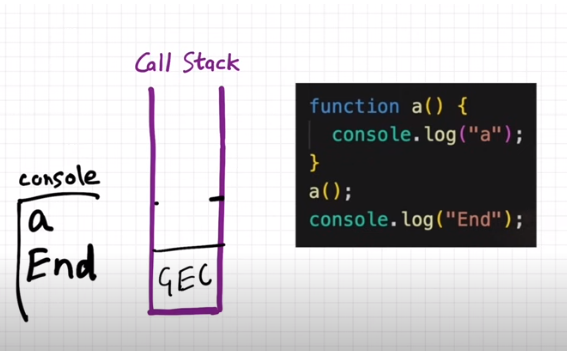 Call Stack
console
a
End
GEC
function a() {
  console.log("a");
}
a();
console.log("End");